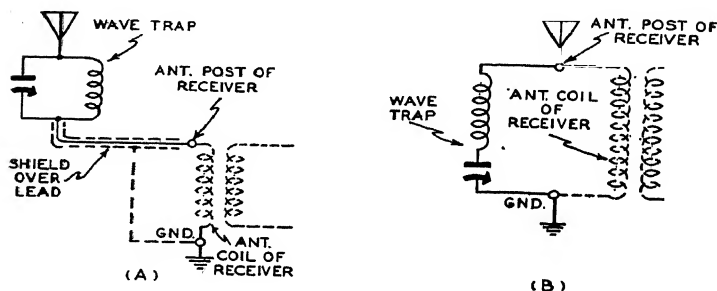 WAVE TRAP
ANT. POST OF
RECEIVER
SHIELD
OVER
LEAD
GND.
ANT.
COIL OF
RECEIVER
(A)
ANT. POST OF
RECEIVER
WAVE
TRAP
ANT. COIL
OF
RECEIVER
GND.
(B)